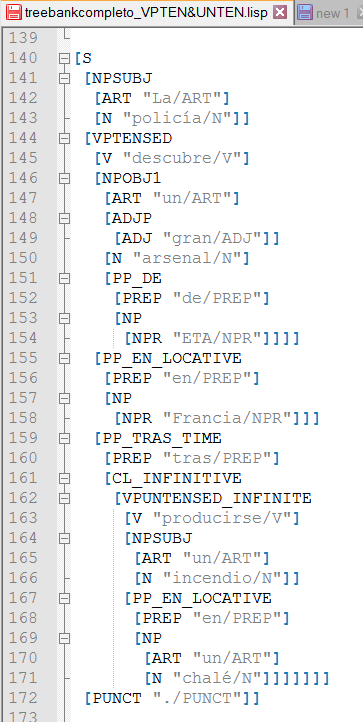 treebankcompleto_VPTEN&UNTEN.lisp new 1
139
140 [S
141 [NPSUBJ
142 [ART "La/ART"]
143 [N "policía/N"]]
144 [VPTENSED
145 [V "descubre/V"]
146 [NPOBJ1
147 [ART "un/ART"]
148 [ADJP
149 [ADJ "gran/ADJ"]]
150 [N "arsenal/N"]
151 [PP_DE
152 [PREP "de/PREP"]
153 [NP
154 [NPR "ETA/NPR"]]]]
155 [PP_EN_LOCATIVE
156 [PREP "en/PREP"]
157 [NP
158 [NPR "Francia/NPR"]]]
159 [PP_TRAS_TIME
160 [PREP "tras/PREP"]
161 [CL_INFINITIVE
162 [VPUNTENSED_INFINITE
163 [V "producirse/V"]
164 [NPSUBJ
165 [ART "un/ART"]
166 [N "incendio/N"]]
167 [PP_EN_LOCATIVE
168 [PREP "en/PREP"]
169 [NP
170 [ART "un/ART"]
171 [N "chalé/N"]]]]]]]
172 [PUNCT "./PUNCT"]]
173